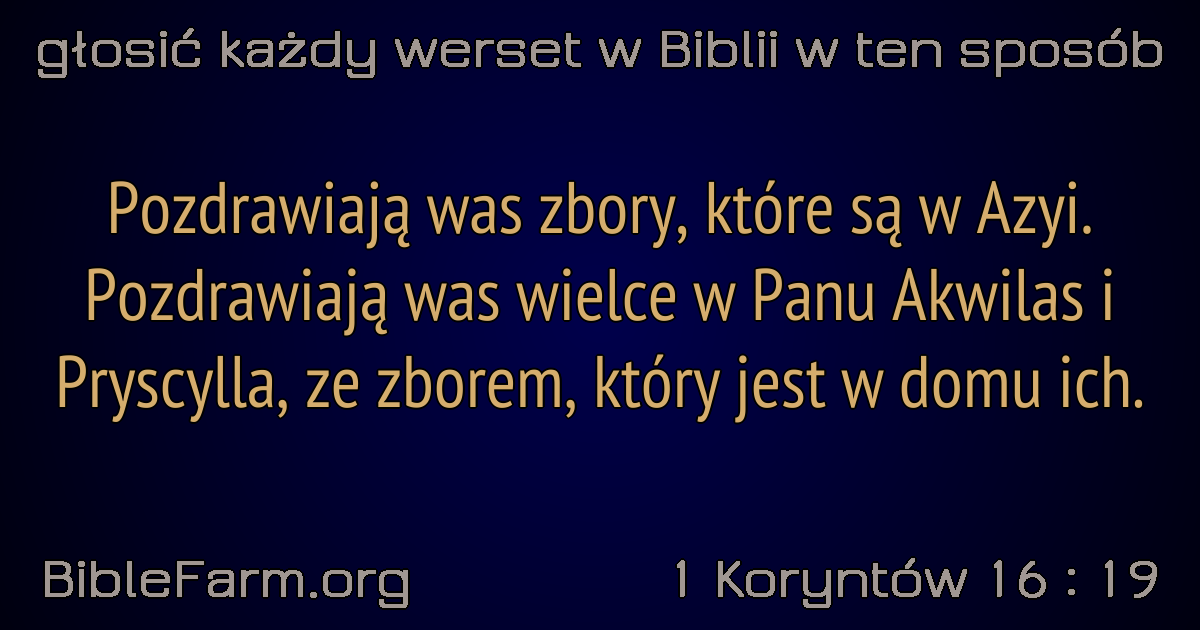 głosić każdy werset w Biblii w ten sposób
Pozdrawiają was zbory, które są w Azyi.
Pozdrawiają was wielce w Panu Akwilas i
Pryscylla, ze zborem, który jest w domu ich.
BibleFarm.org
1 Koryntów 16 : 19